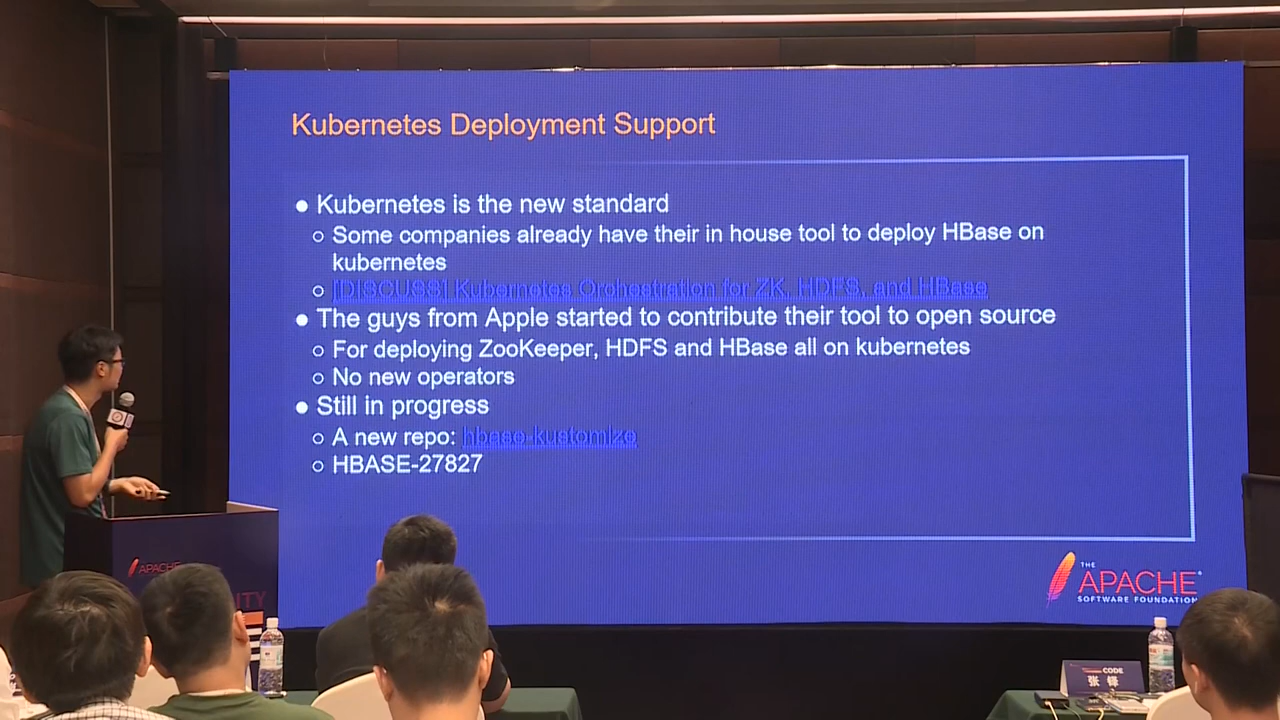 Kubernetes Deployment Support
● Kubernetes is the new standard
○ Some companies already have their in house tool to deploy HBase on
kubernetes
○ [DISCUSS] Kubernetes Orchestration for ZK, HDFS, and HBase
● The guys from Apple started to contribute their tool to open source
○ For deploying ZooKeeper, HDFS and HBase all on kubernetes
○ No new operators
● Still in progress
○ A new repo: hbase-kustomize
○ HBASE-27827
THE
APACHE
SOFTWARE FOUNDATION
APACHE
ITY
CODE
张铎